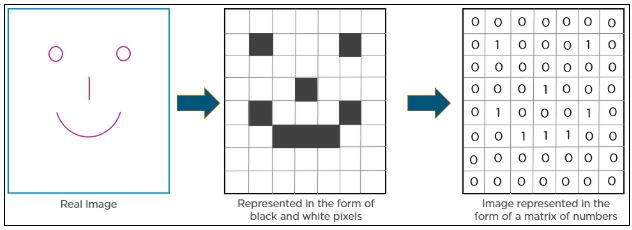 0 0 0 0 0 0 0
0 1 0 0 0 1 0
0 0 0 0 0 0 0
0 0 0 1 0 0 0
0 1 0 0 0 1 0
0 0 1 1 1 0 0
0 0 0 0 0 0 0
0 0 0 0 0 0 0
Real Image
Represented in the form of
black and white pixels
Image represented in the
form of a matrix of numbers